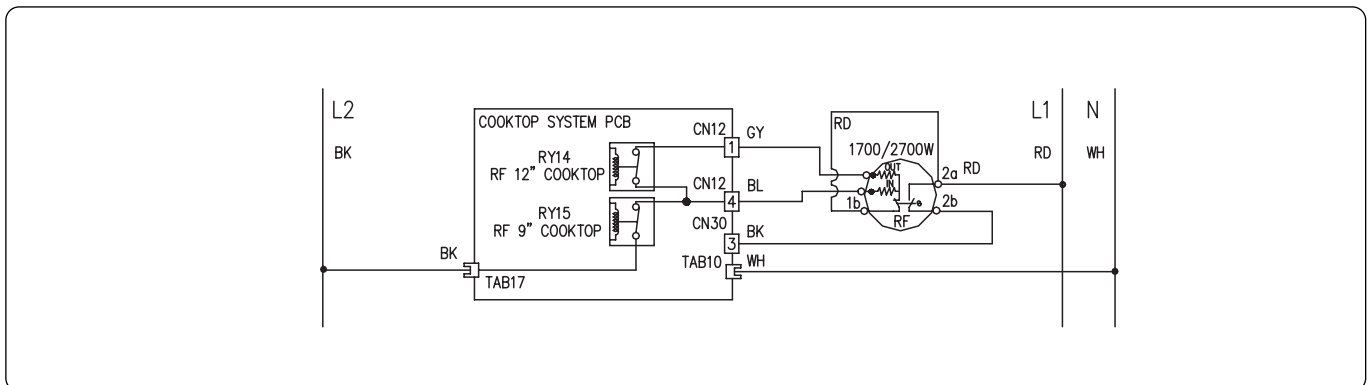 L2
BK
COOKTOP SYSTEM PCB
RY14
RF 12" COOKTOP
RY15
RF 9" COOKTOP
BK
TAB17
CN12
1
GY
CN12
4
BL
CN30
3
BK
TAB10
WH
RD
1700/2700W
OUT
IN
2a
RD
1b
RF
2b
L1
RD
N
WH